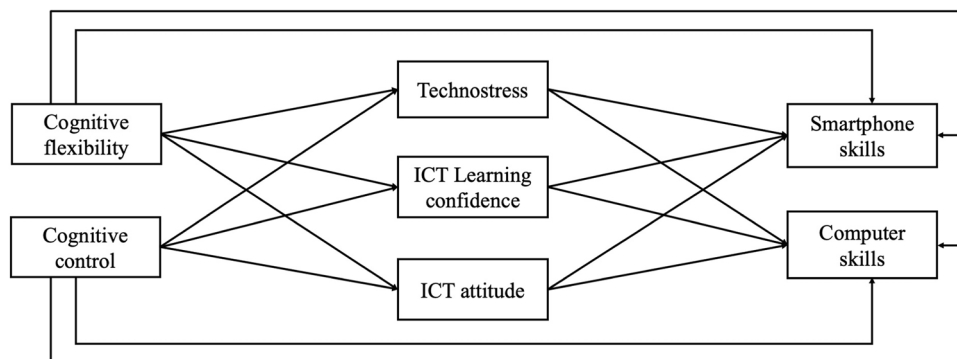 Technostress
Cognitive
flexibility
Smartphone
skills
ICT Learning
confidence
Cognitive
control
Computer
skills
ICT attitude